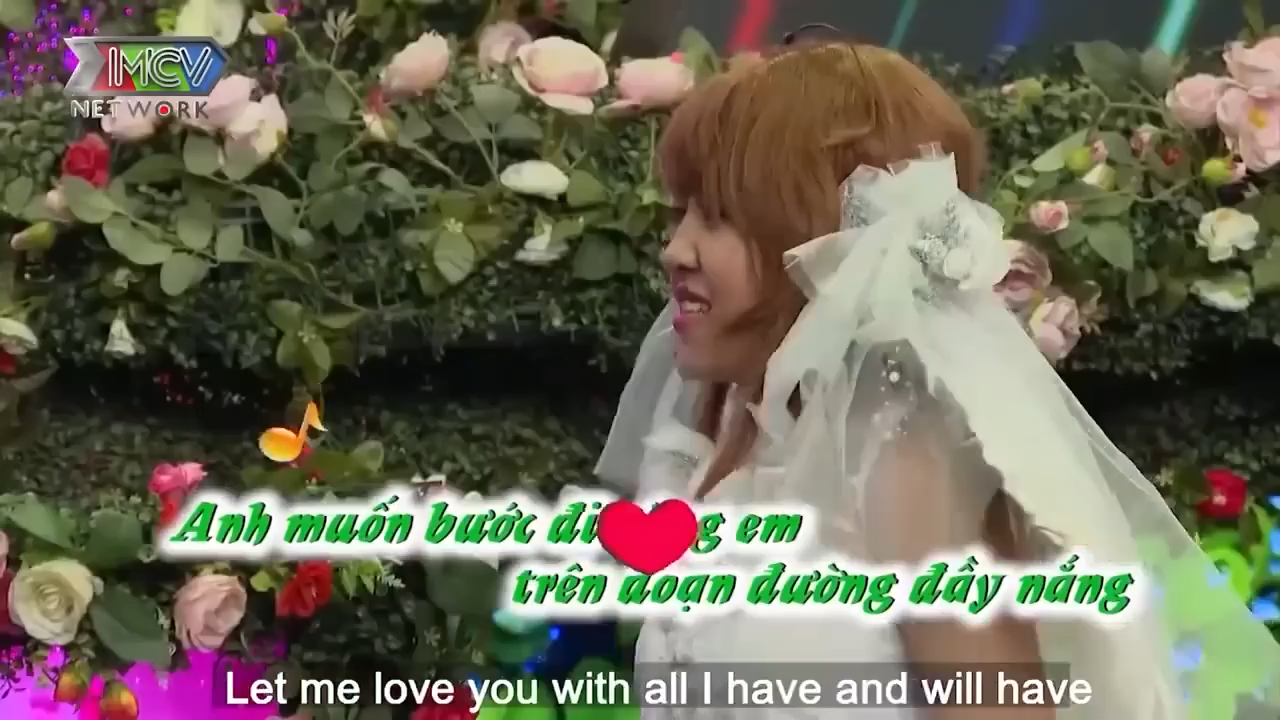 MCV
NETWORK
Anh muốn bước đi g em
trên đoạn đường đầy nắng
Let me love you with all I have and will have